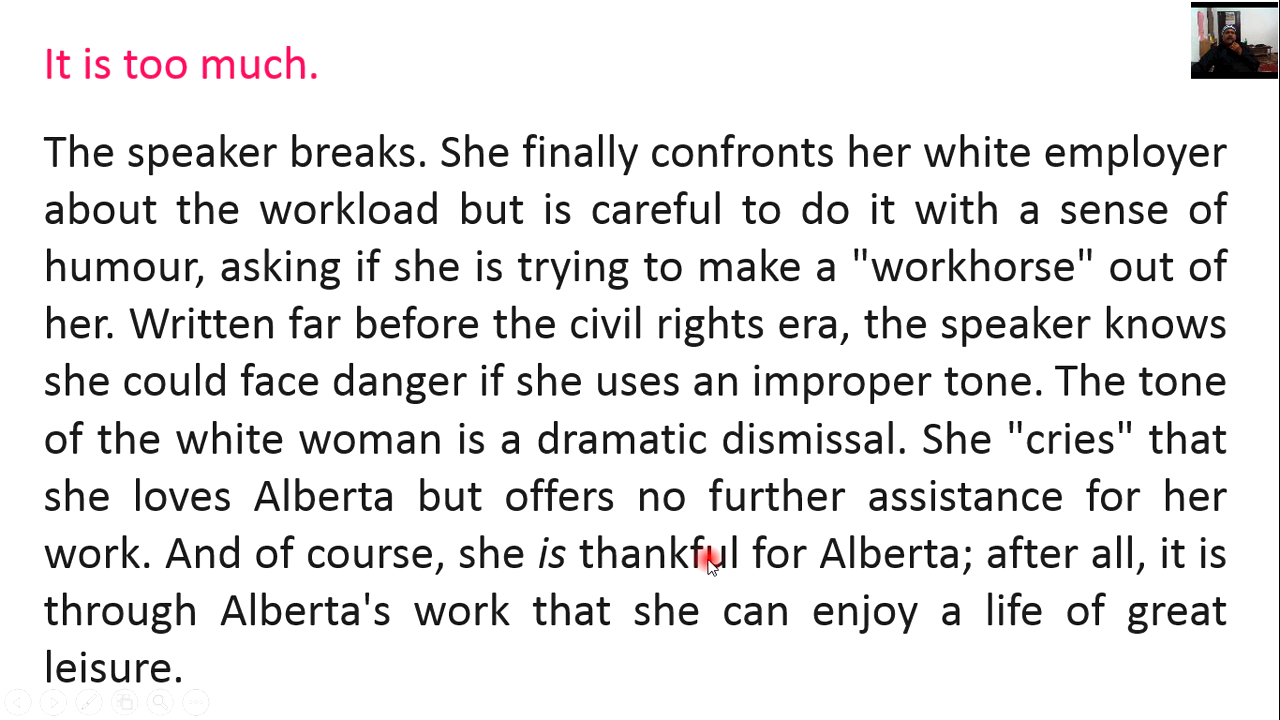 It is too much.
The speaker breaks. She finally confronts her white employer
about the workload but is careful to do it with a sense of
humour, asking if she is trying to make a "workhorse" out of
her. Written far before the civil rights era, the speaker knows
she could face danger if she uses an improper tone. The tone
of the white woman is a dramatic dismissal. She "cries" that
she loves Alberta but offers no further assistance for her
work. And of course, she is thankful for Alberta; after all, it is
through Alberta's work that she can enjoy a life of great
leisure.